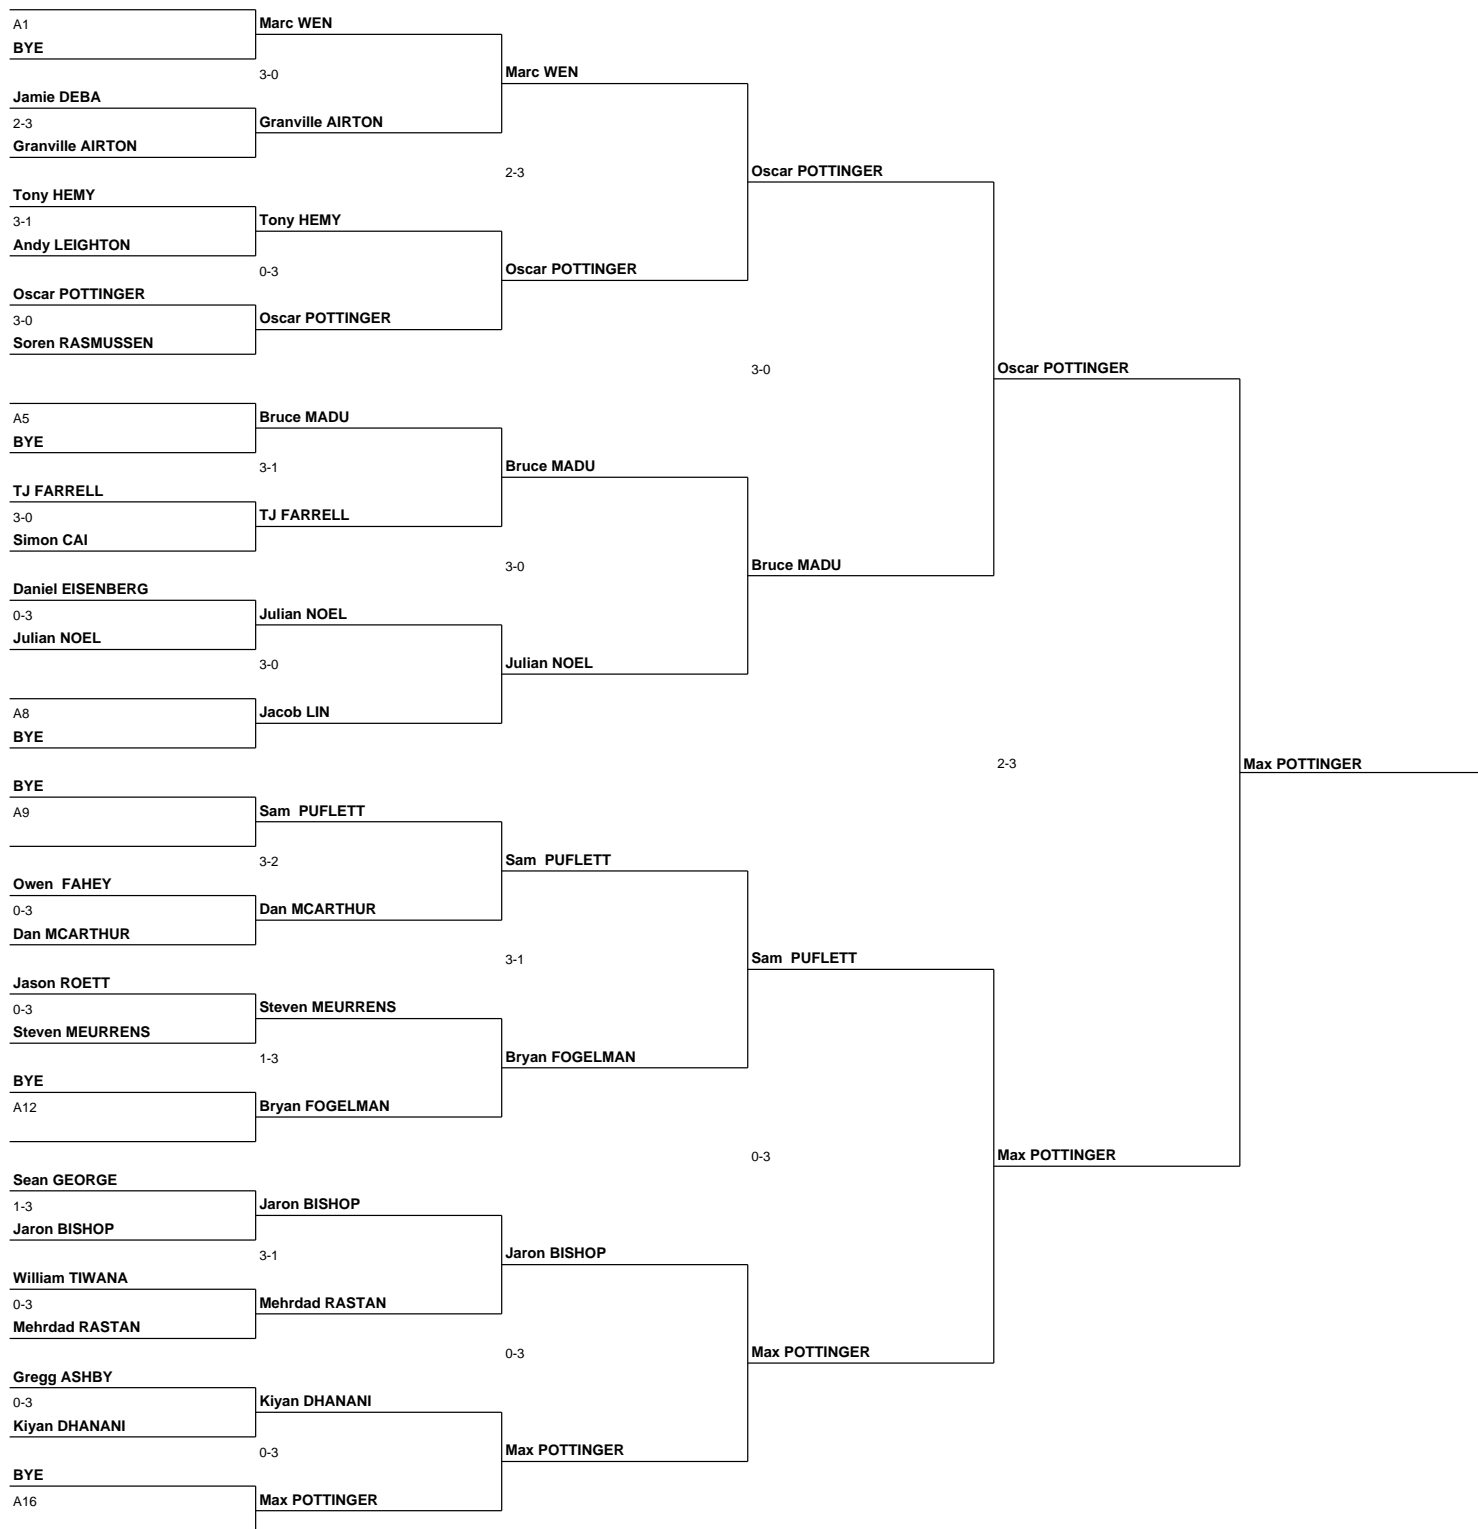 A1
BYE
Jamie DEBA
2-3
Granville AIRTON
Tony HEMY
3-1
Andy LEIGHTON
Oscar POTTINGER
3-0
Soren RASMUSSEN
A5
BYE
TJ FARRELL
3-0
Simon CAI
Daniel EISENBERG
0-3
Julian NOEL
A8
BYE
BYE
A9
Owen  FAHEY
0-3
Dan MCARTHUR
Jason ROETT
0-3
Steven MEURRENS
BYE
A12
Sean GEORGE
1-3
Jaron BISHOP
William TIWANA
0-3
Mehrdad RASTAN
Gregg ASHBY
0-3
Kiyan DHANANI
BYE
A16
Marc WEN
3-0
Granville AIRTON
Tony HEMY
0-3
Oscar POTTINGER
Bruce MADU
3-1
TJ FARRELL
Julian NOEL
3-0
Jacob LIN
Sam  PUFLETT
3-2
Dan MCARTHUR
Steven MEURRENS
1-3
Bryan FOGELMAN
Jaron BISHOP
3-1
Mehrdad RASTAN
Kiyan DHANANI
0-3
Max POTTINGER
Marc WEN
2-3
Oscar POTTINGER
Bruce MADU
3-0
Julian NOEL
Sam  PUFLETT
3-1
Bryan FOGELMAN
Jaron BISHOP
0-3
Max POTTINGER
Oscar POTTINGER
3-0
Bruce MADU
Sam  PUFLETT
0-3
Max POTTINGER
Oscar POTTINGER
2-3
Max POTTINGER
Max POTTINGER